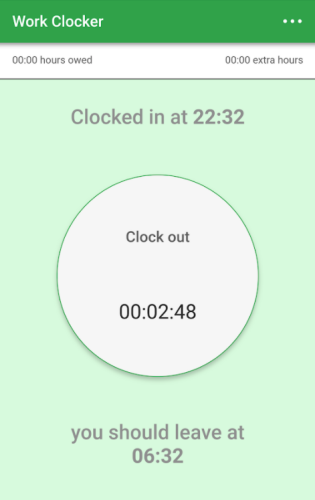 Work Clocker
00:00 hours owed
00:00 extra hours
Clocked in at 22:32
Clock out
00:02:48
you should leave at
06:32